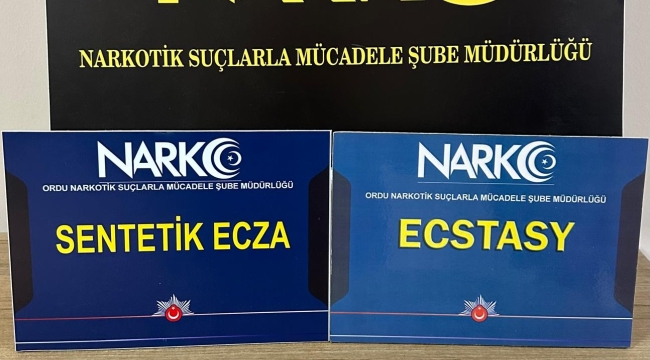 NARKOTİK SUÇLARLA MÜCADELE ŞUBE MÜDÜRLÜĞÜ
NARKO
ORDU NARKOTİK SUÇLARLA MÜCADELE ŞUBE MÜDÜRLÜĞÜ
SENTETİK ECZA
NARKO
ORDU NARKOTİK SUÇLARLA MÜCADELE ŞUBE MÜDÜRLÜĞÜ
ECSTASY